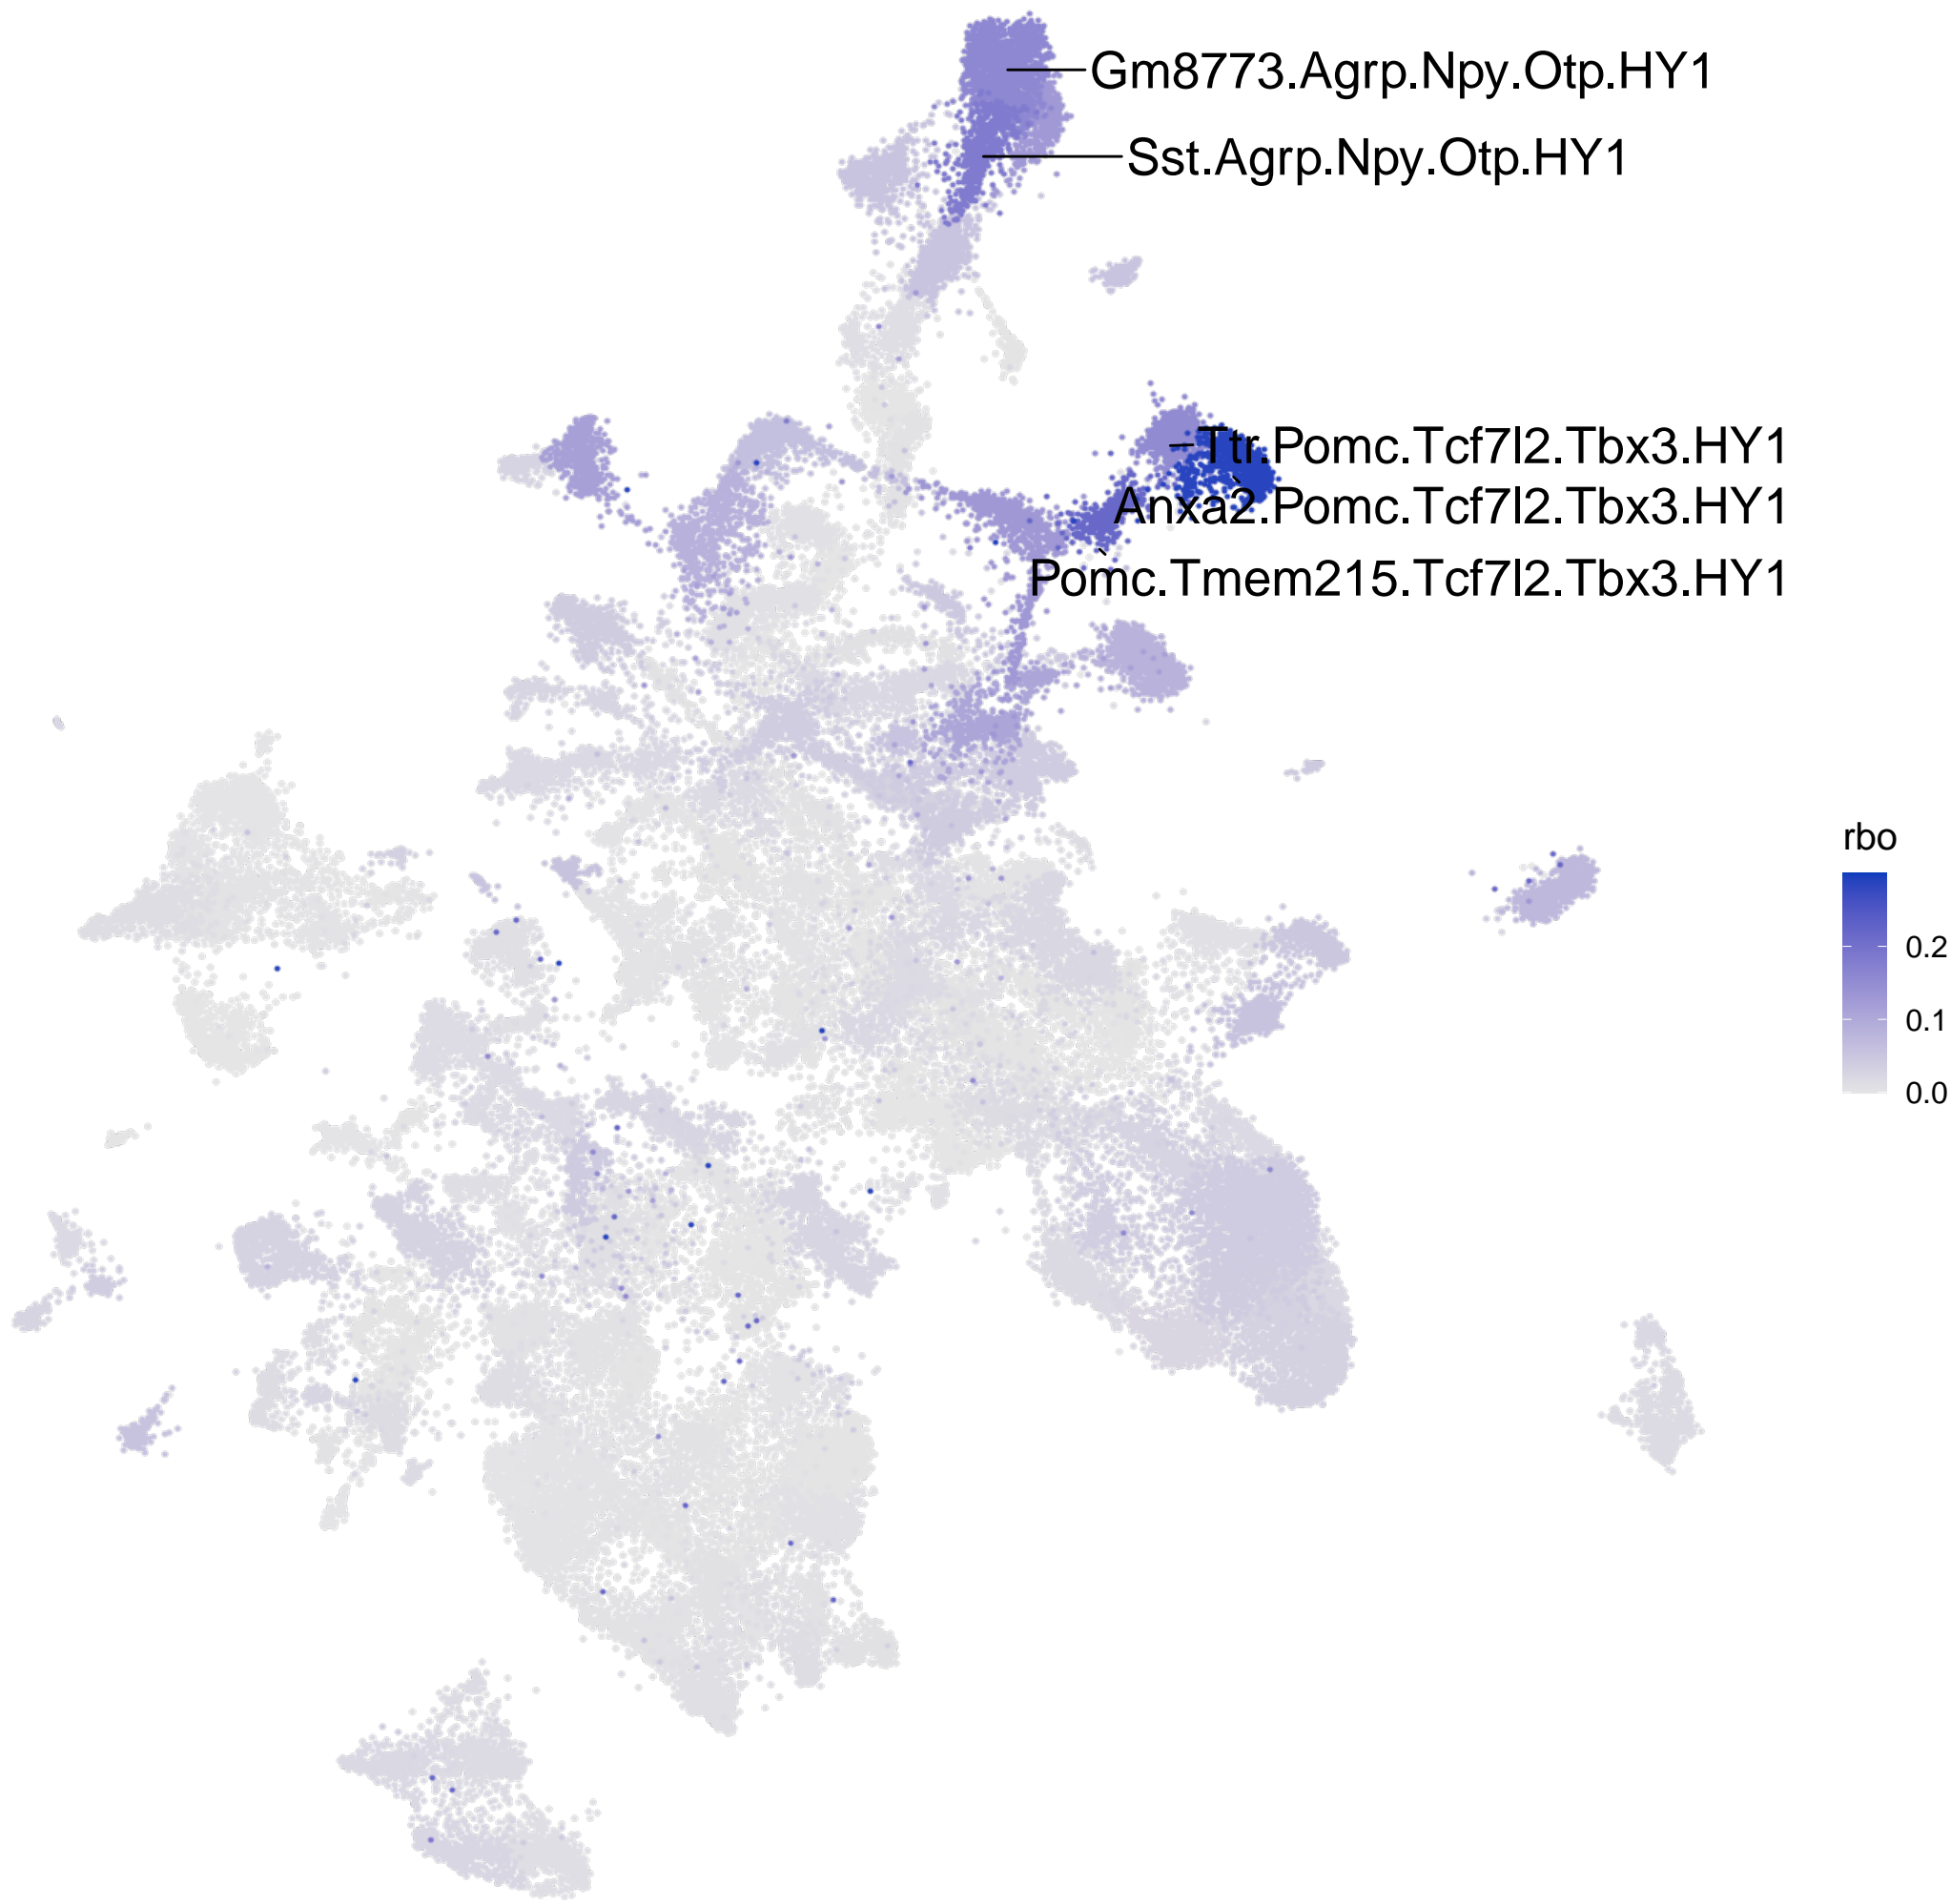 Gm8773.Agrp.Npy.Otp.HY1
Sst.Agrp.Npy.Otp.HY1
Ttr.Pomc.Tcf7l2.Tbx3.HY1
Anxa2.Pomc.Tcf7l2.Tbx3.HY1
Pomc.Tmem215.Tcf7l2.Tbx3.HY1
rbo
0.2
0.1
0.0